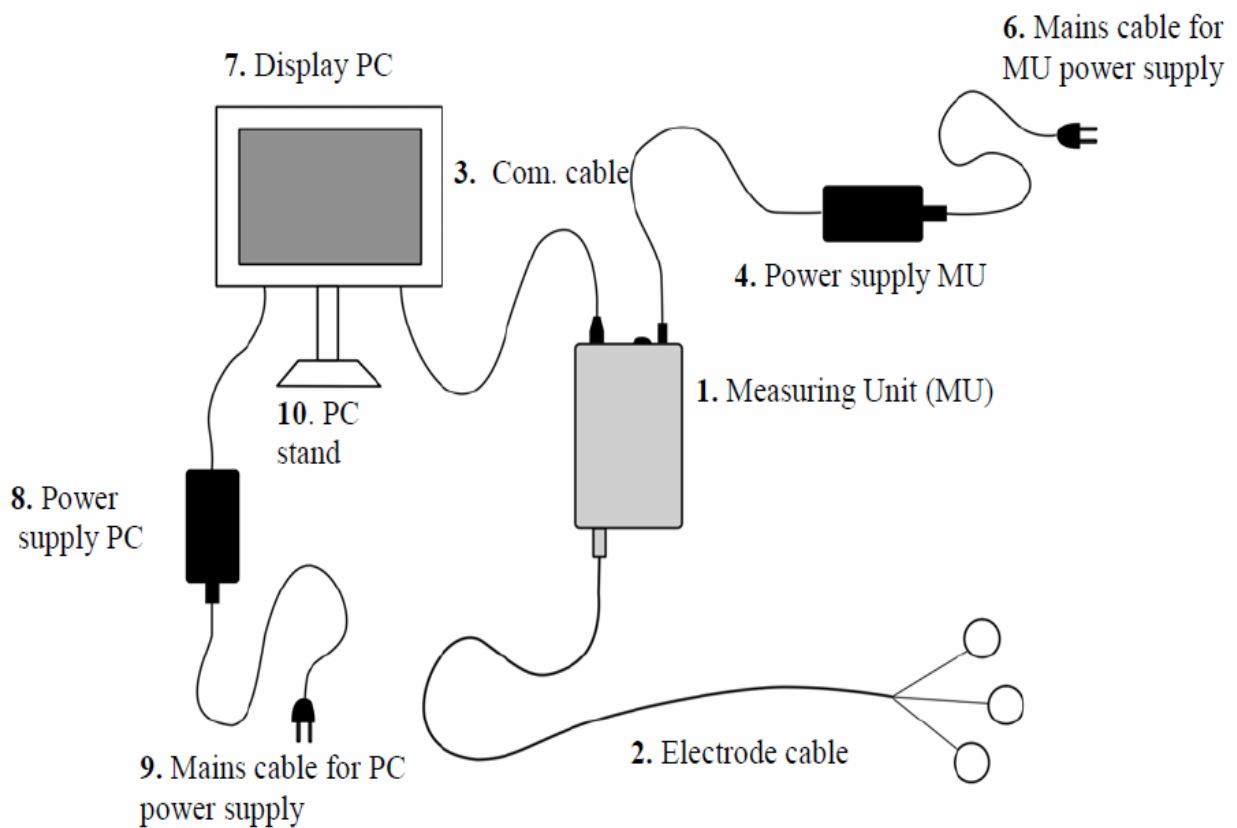 6. Mains cable for
MU power supply
7. Display PC
3. Com. cable
4. Power supply MU
1. Measuring Unit (MU)
10. PC
stand
8. Power
supply PC
2. Electrode cable
9. Mains cable for PC
power supply